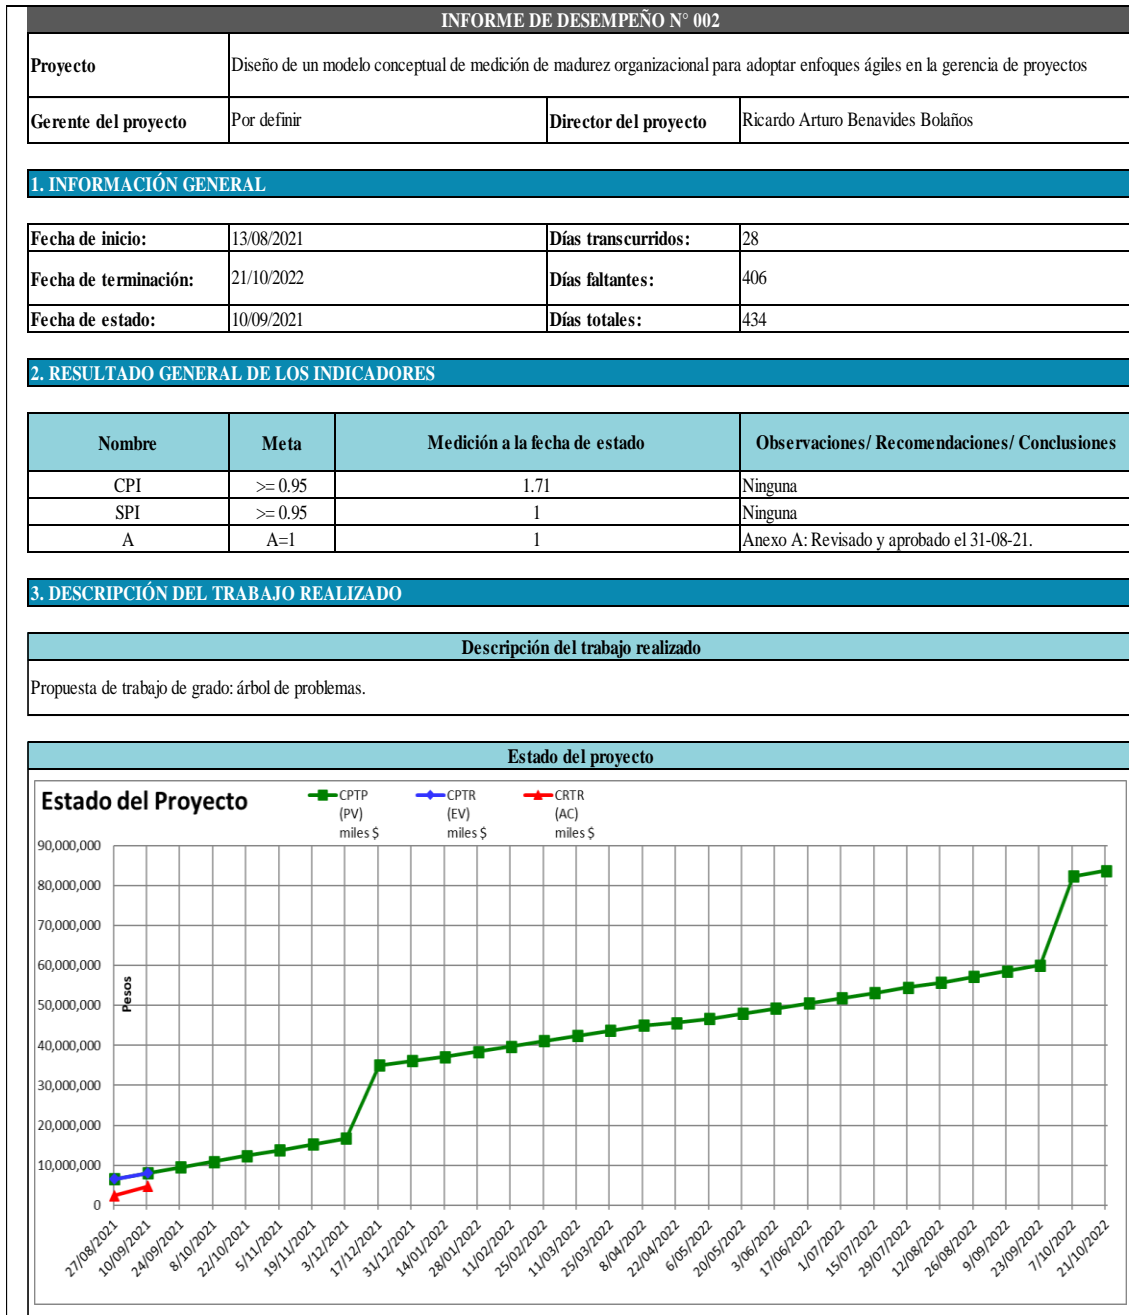 INFORME DE DESEMPEÑO N° 002
Proyecto
Diseño de un modelo conceptual de medición de madurez organizacional para adoptar enfoques ágiles en la gerencia de proyectos
Gerente del proyecto
Por definir
Director del proyecto
Ricardo Arturo Benavides Bolaños
1. INFORMACIÓN GENERAL
Fecha de inicio:
13/08/2021
Días transcurridos:
28
Fecha de terminación:
21/10/2022
Días faltantes:
406
Fecha de estado:
10/09/2021
Días totales:
434
2. RESULTADO GENERAL DE LOS INDICADORES
Nombre
Meta
Medición a la fecha de estado
Observaciones/ Recomendaciones/ Conclusiones
CPI
>= 0.95
1.71
Ninguna
SPI
>= 0.95
1
Ninguna
A
A=1
1
Anexo A: Revisado y aprobado el 31-08-21.
3. DESCRIPCIÓN DEL TRABAJO REALIZADO
Descripción del trabajo realizado
Propuesta de trabajo de grado: árbol de problemas.
Estado del proyecto
Estado del Proyecto
CPTP
(PV)
miles $
CPTR
(EV)
miles $
CRTR
(AC)
miles $
90,000,000
80,000,000
70,000,000
60,000,000
50,000,000
40,000,000
30,000,000
20,000,000
10,000,000
0
Pesos
27/08/2021
10/09/2021
24/09/2021
8/10/2021
22/10/2021
5/11/2021
19/11/2021
3/12/2021
17/12/2021
31/12/2021
14/01/2022
28/01/2022
11/02/2022
25/02/2022
11/03/2022
25/03/2022
8/04/2022
22/04/2022
6/05/2022
20/05/2022
3/06/2022
17/06/2022
1/07/2022
15/07/2022
29/07/2022
12/08/2022
26/08/2022
9/09/2022
23/09/2022
7/10/2022
21/10/2022